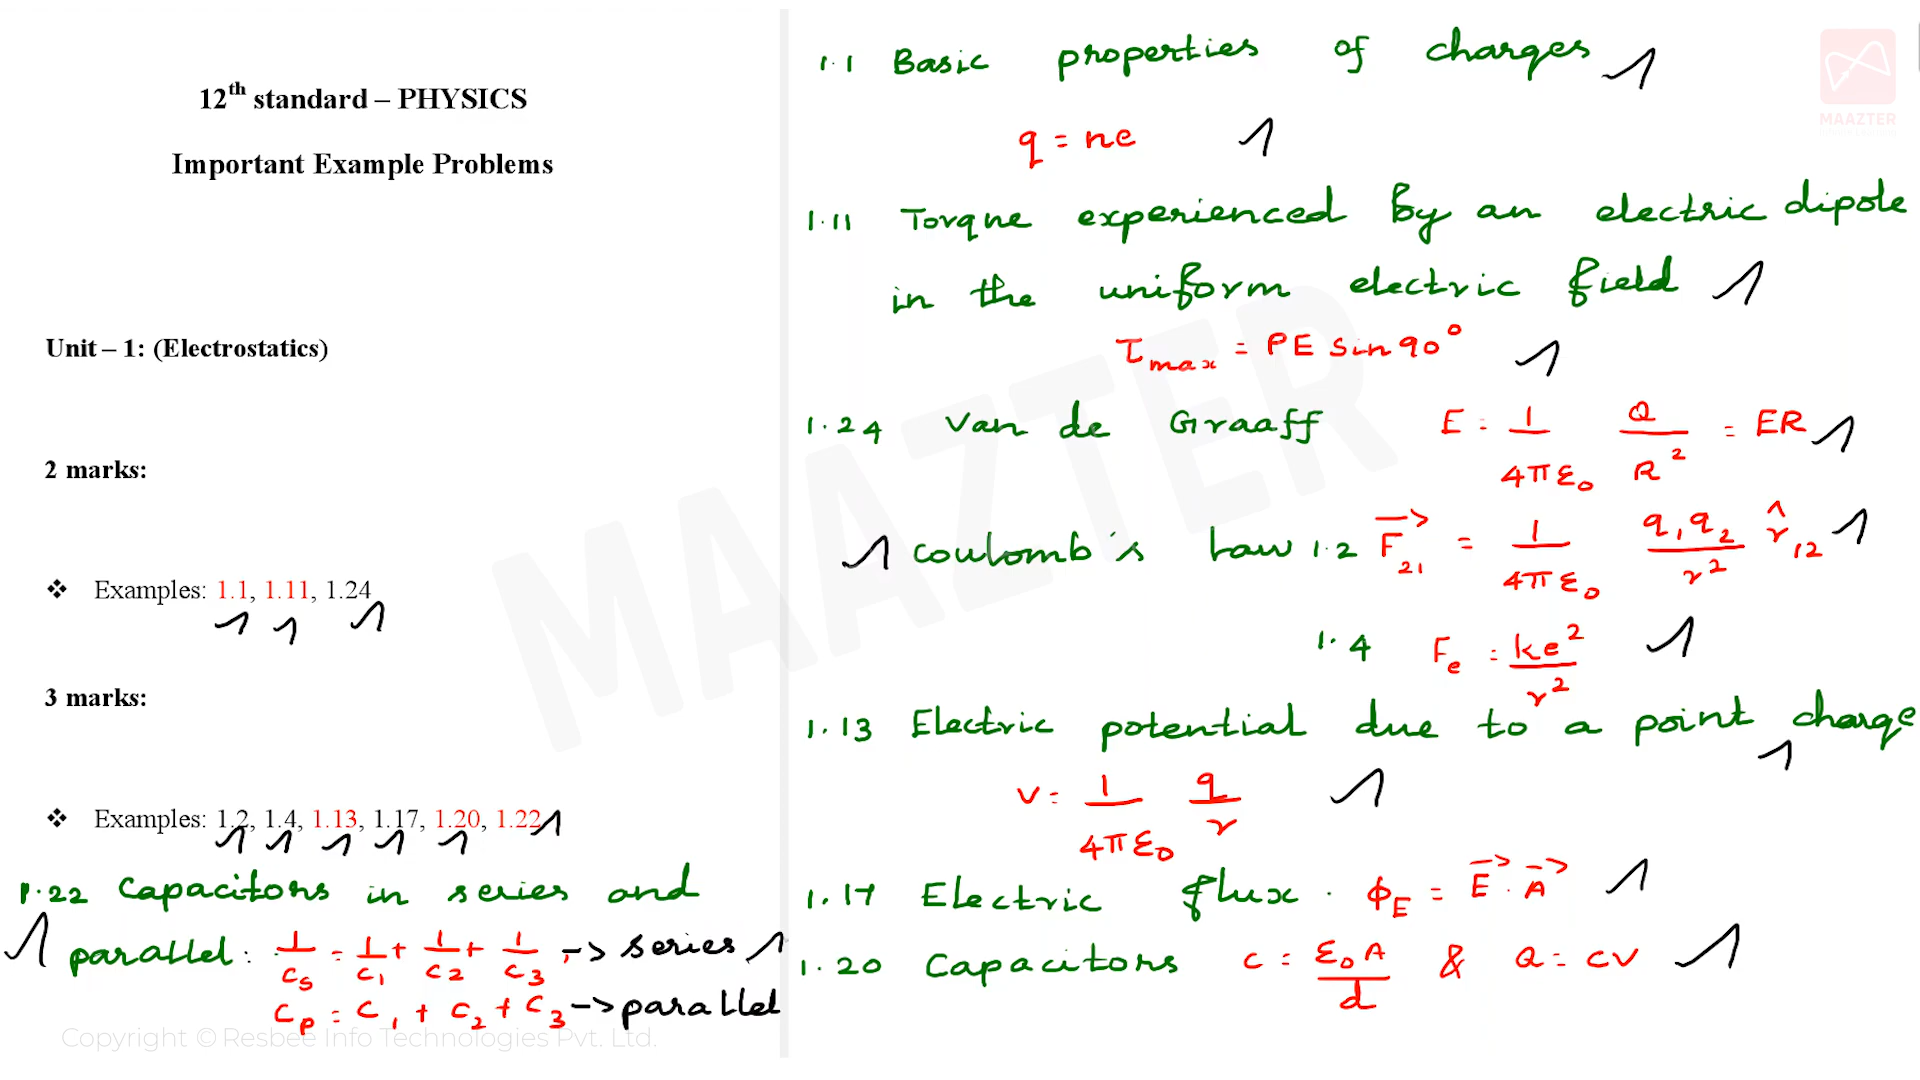 12th standard – PHYSICS
Important Example Problems
Unit – 1: (Electrostatics)
2 marks:
❖ Examples: 1.1, 1.11, 1.24
3 marks:
❖ Examples: 1.2, 1.4, 1.13, 1.17, 1.20, 1.22
1.22 Capacitors in series and
parallel: 1/Cs = 1/C1 + 1/C2 + 1/C3, -> series
Cp = C1 + C2 + C3 -> parallel
Copyright © Resbee Info Technologies Pvt. Ltd.
1.1 Basic properties of charges
q = ne
1.11 Torque experienced By an electric dipole
in the uniform electric field
τmax = PE sin 90°
1.24 Van de Graaff E = 1/4πε0 Q/R² = ER
Coulomb's Law 1.2 F⃗21 = 1/4πε0 q1q2/r² r̂12
1.4 Fe = ke²/r²
1.13 Electric potential due to a point charge
V = 1/4πε0 q/r
1.17 Electric flux . ϕE = E⃗ . A⃗
1.20 Capacitors C = ε0A/d & Q = CV
MAAZTER
MAAZTER